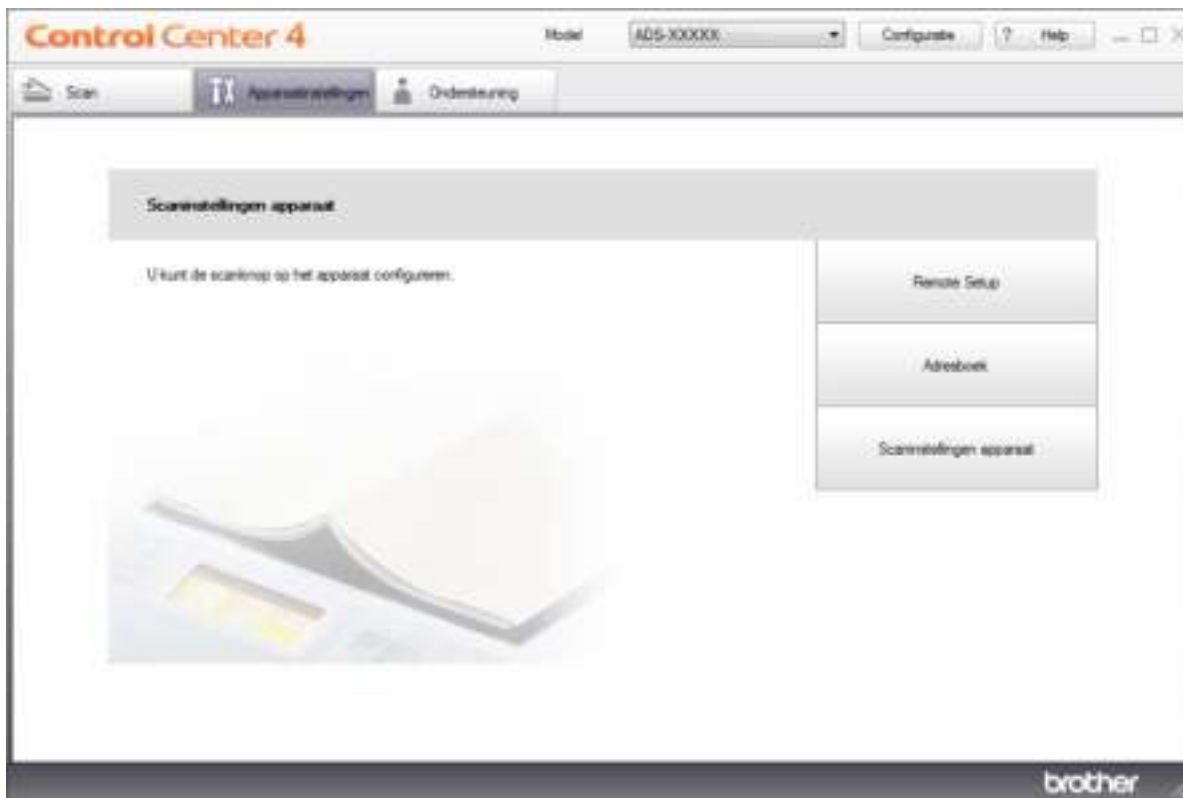 Control Center 4
Model
ADS-XXXXX
Configuratie
? Help
Scan
Apparaatinstellingen
Ondersteuning
Scaninstellingen apparaat
U kunt de scanknop op het apparaat configureren.
Remote Setup
Adresboek
Scaninstellingen apparaat
brother